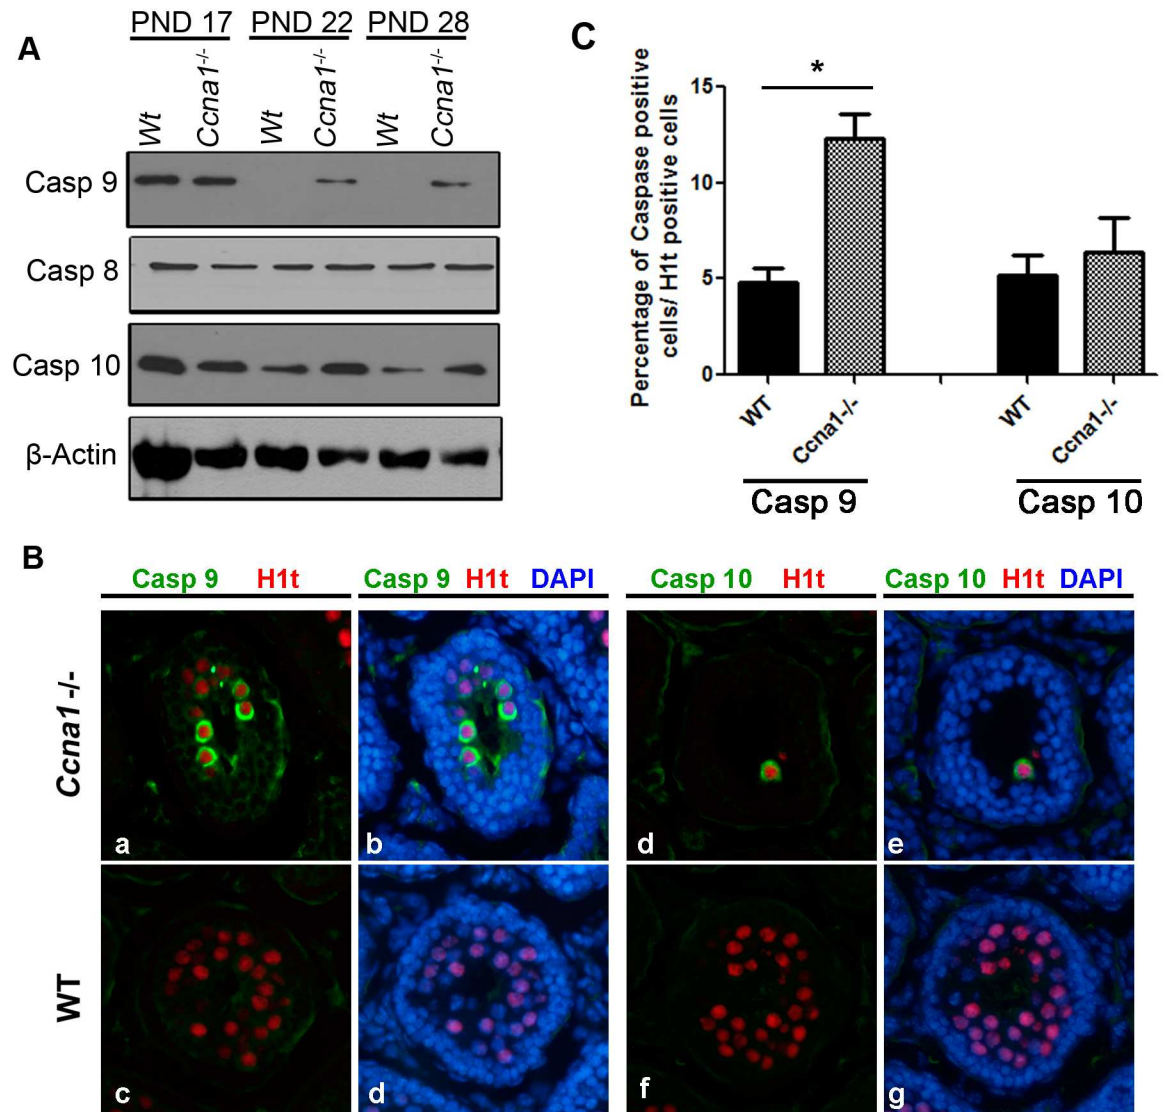 A
PND 17 PND 22 PND 28
Wt Ccna1-/- Wt Ccna1-/- Wt Ccna1-/-
Casp 9
Casp 8
Casp 10
β-Actin
C
Percentage of Caspase positive
cells/ H1t positive cells
15
10
5
0
*
WT Ccna1-/- WT Ccna1-/-
Casp 9 Casp 10
B
Casp 9 H1t Casp 9 H1t DAPI Casp 10 H1t Casp 10 H1t DAPI
Ccna1 -/-
a b d e
WT
c d f g